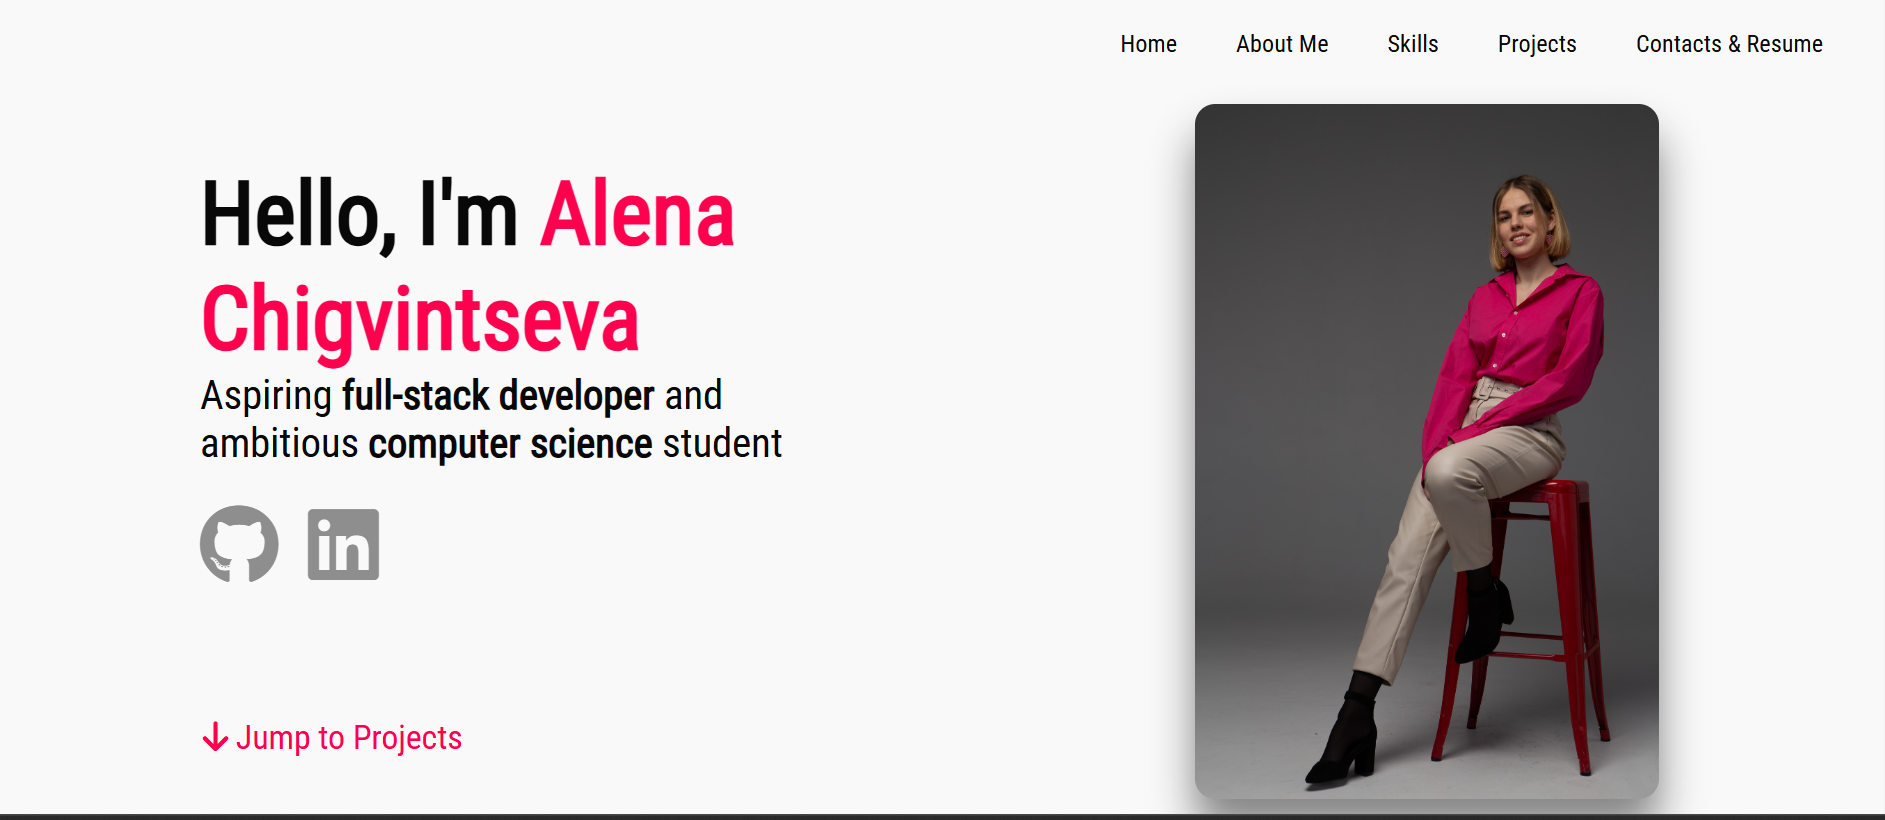 Home About Me Skills Projects Contacts & Resume
Hello, I'm Alena
Chigvintseva
Aspiring full-stack developer and
ambitious computer science student
in
Jump to Projects